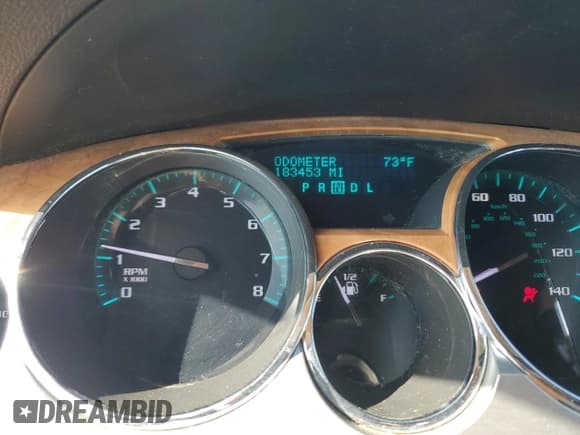 ODOMETER 73°F
183453 MI
P R N D L
0 1 2 3 4 5 6 7 8
RPM
X 1000
1/2
E F
60 80 100 120 140
km/h
DREAMBID